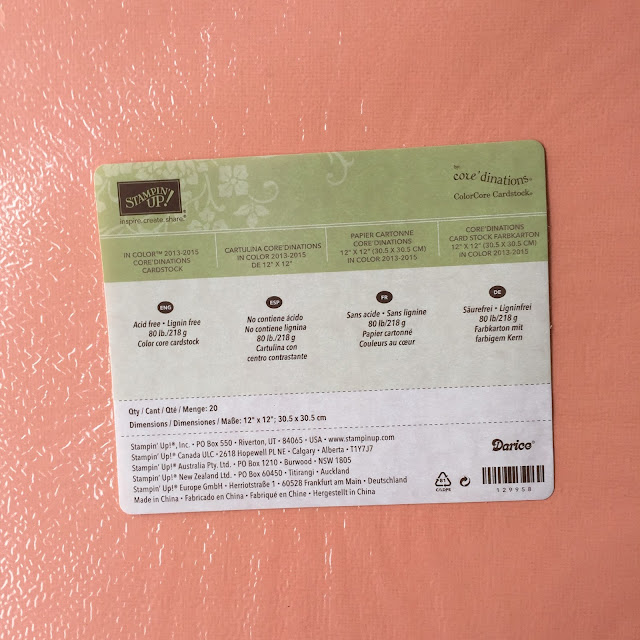 STAMPIN' UP!®
inspire. create. share.®
core'dinations®
ColorCore Cardstock®
IN COLOR™ 2013-2015
CORE'DINATIONS
CARDSTOCK
CARTULINA CORE'DINATIONS
IN COLOR 2013-2015
DE 12" X 12"
PAPIER CARTONNE
CORE'DINATIONS
12" X 12" (30.5 X 30.5 CM)
IN COLOR 2013-2015
CORE'DINATIONS
CARD STOCK FARBKARTON
12" X 12" (30.5 X 30.5 CM)
IN COLOR 2013-2015
ENG
Acid free • Lignin free
80 lb./218 g
Color core cardstock
ESP
No contiene ácido
No contiene lignina
80 lb./218 g
Cartulina con
centro contrastante
FR
Sans acide • Sans lignine
80 lb/218 g
Papier cartonné
Couleurs au cœur
DE
Säurefrei • Ligninfrei
80 lb/218 g
Farbkarton mit
farbigem Kern
Qty / Cant / Qté / Menge: 20
Dimensions / Dimensiones / Maße: 12" x 12"; 30.5 x 30.5 cm
Stampin' Up!®, Inc. • PO Box 550 • Riverton, UT • 84065 • USA • www.stampinup.com
Stampin' Up!® Canada ULC • 2618 Hopewell PL NE • Calgary • Alberta • T1Y7J7
Stampin' Up!® Australia Pty. Ltd. • PO Box 1210 • Burwood • NSW 1805
Stampin' Up!® New Zealand Ltd. • PO Box 60450 • Titirangi • Auckland
Stampin' Up!® Europe GmbH • Herriotstraße 1 • 60528 Frankfurt am Main • Deutschland
Made in China • Fabricado en China • Fabriqué en Chine • Hergestellt in China
Darice®
129958